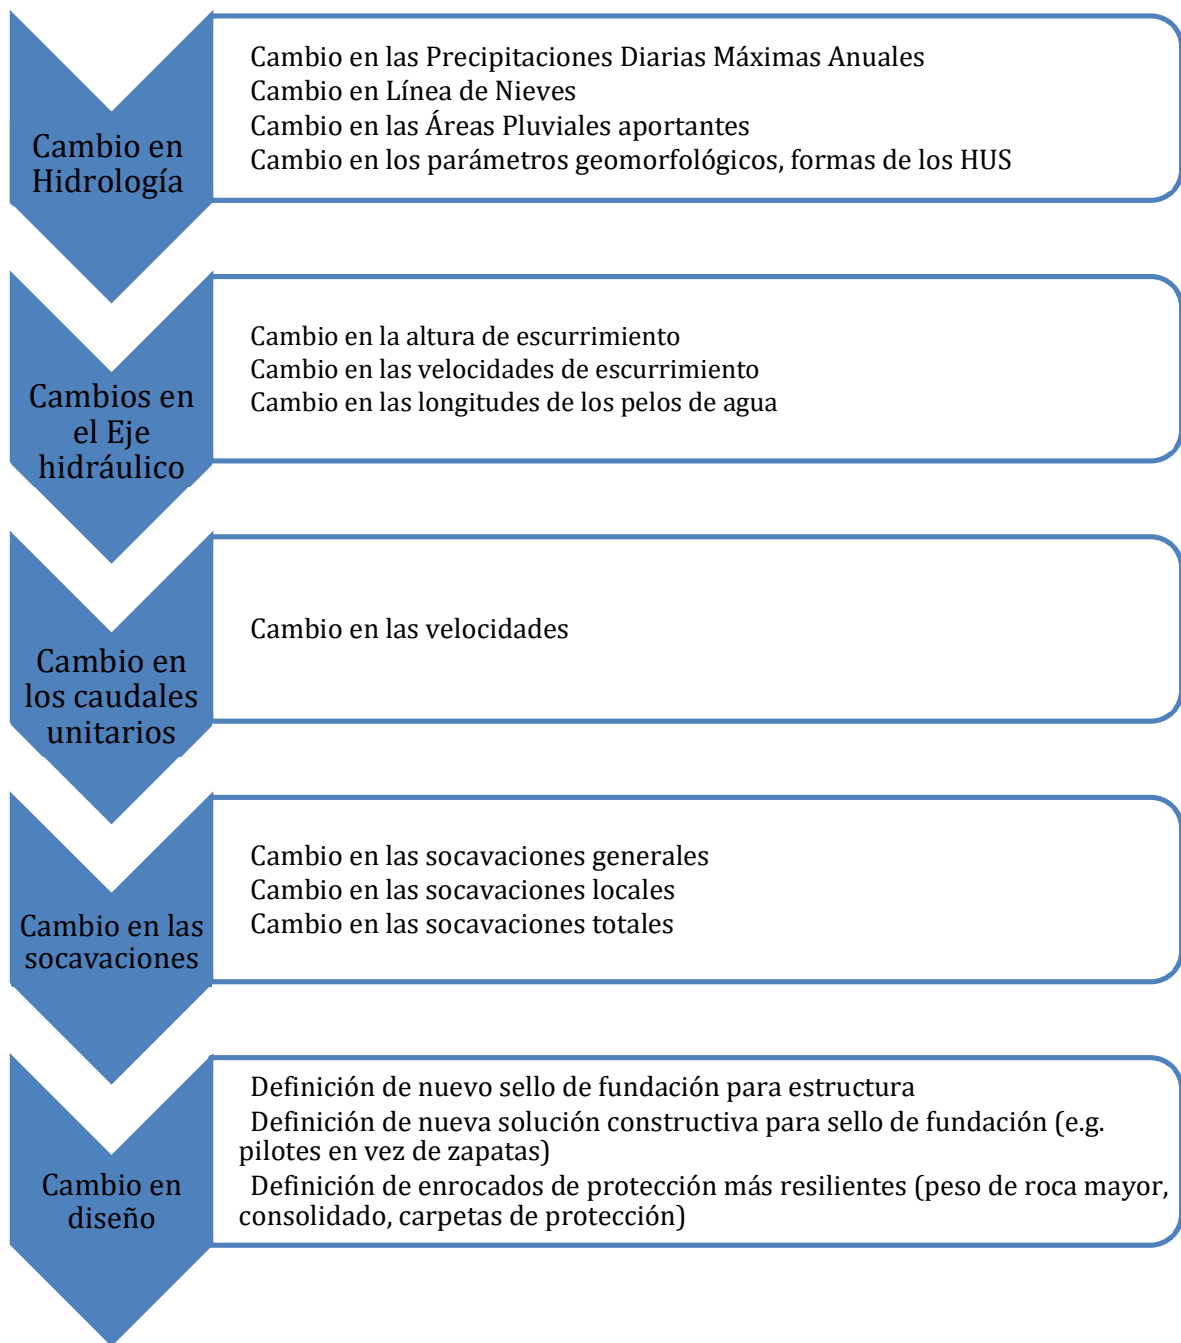 Cambio en
Hidrología
Cambio en las Precipitaciones Diarias Máximas Anuales
Cambio en Línea de Nieves
Cambio en las Áreas Pluviales aportantes
Cambio en los parámetros geomorfológicos, formas de los HUS
Cambios en
el Eje
hidráulico
Cambio en la altura de escurrimiento
Cambio en las velocidades de escurrimiento
Cambio en las longitudes de los pelos de agua
Cambio en
los caudales
unitarios
Cambio en las velocidades
Cambio en las
socavaciones
Cambio en las socavaciones generales
Cambio en las socavaciones locales
Cambio en las socavaciones totales
Cambio en
diseño
Definición de nuevo sello de fundación para estructura
Definición de nueva solución constructiva para sello de fundación (e.g.
pilotes en vez de zapatas)
Definición de enrocados de protección más resilientes (peso de roca mayor,
consolidado, carpetas de protección)